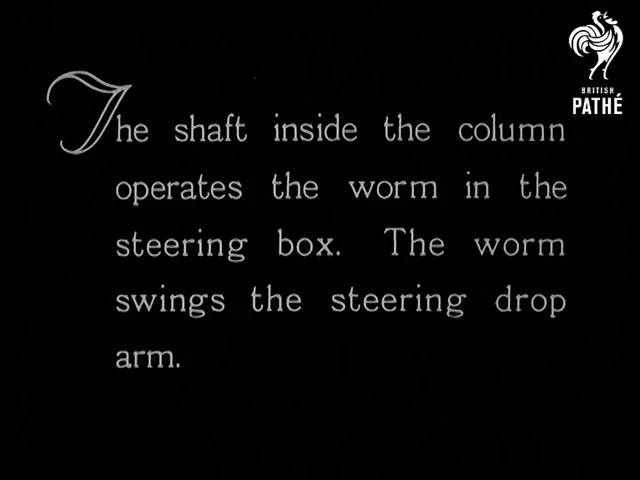 BRITISH
PATHÉ
The shaft inside the column
operates the worm in the
steering box. The worm
swings the steering drop
arm.